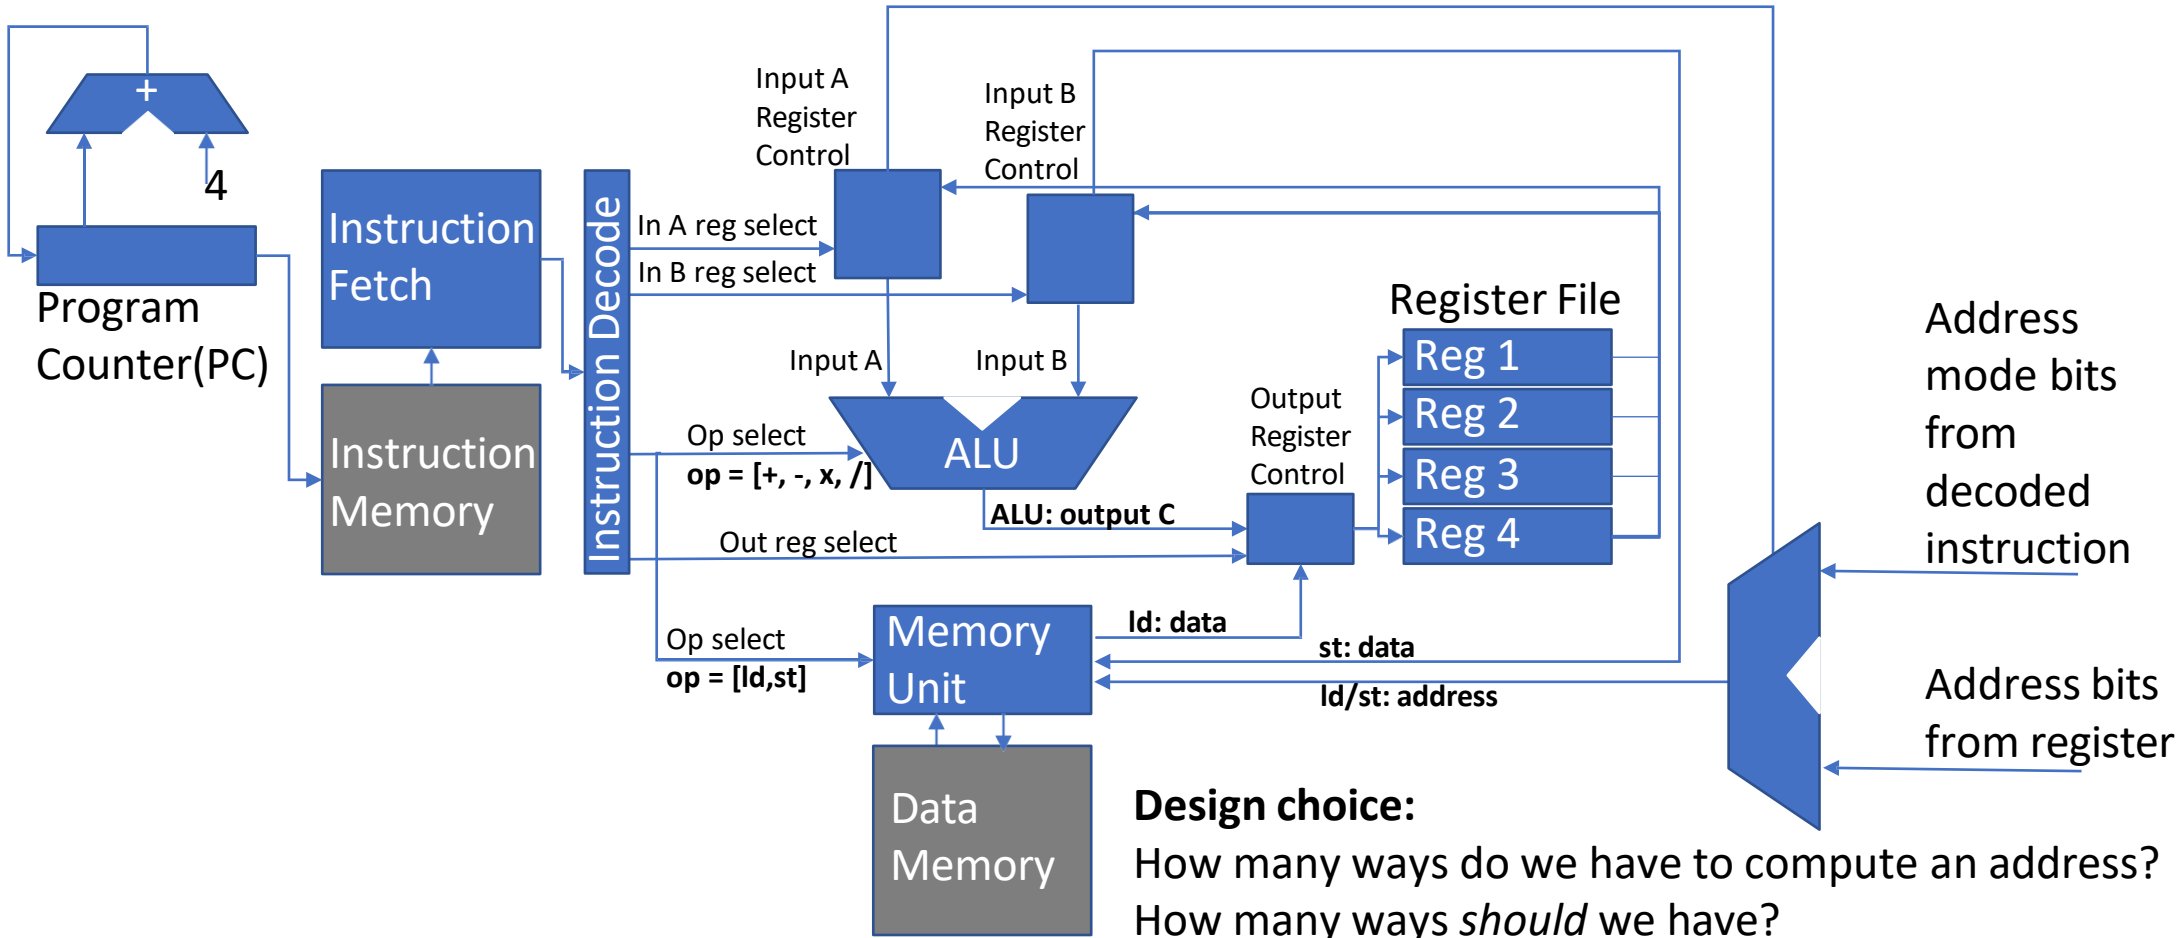 +
4
Program
Counter(PC)
Instruction
Fetch
Instruction
Memory
Instruction Decode
Input A
Register
Control
Input B
Register
Control
In A reg select
In B reg select
Input A
Input B
Op select
op = [+, -, x, /]
ALU
ALU: output C
Out reg select
Output
Register
Control
Register File
Reg 1
Reg 2
Reg 3
Reg 4
Op select
op = [ld,st]
Memory
Unit
ld: data
st: data
ld/st: address
Data
Memory
Address
mode bits
from
decoded
instruction
Address bits
from register
Design choice:
How many ways do we have to compute an address?
How many ways should we have?